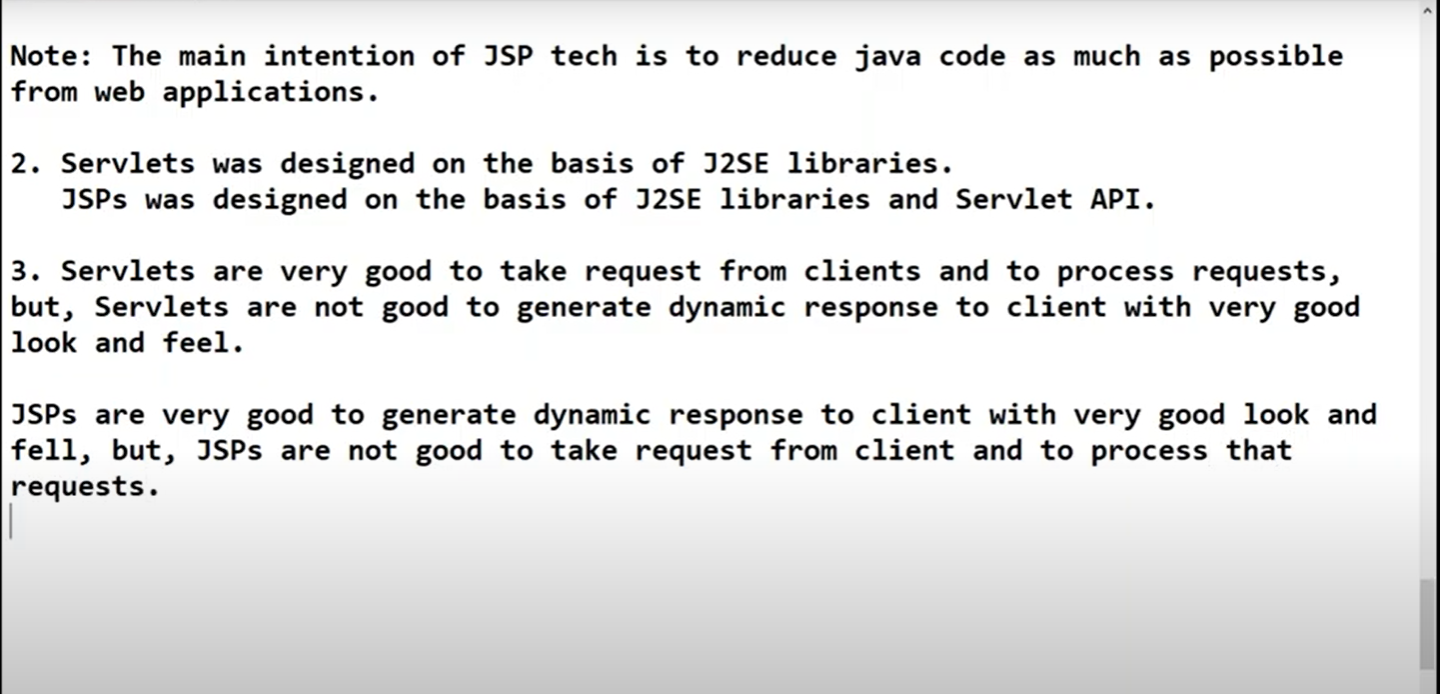 Note: The main intention of JSP tech is to reduce java code as much as possible
from web applications.
2. Servlets was designed on the basis of J2SE libraries.
JSPs was designed on the basis of J2SE libraries and Servlet API.
3. Servlets are very good to take request from clients and to process requests,
but, Servlets are not good to generate dynamic response to client with very good
look and feel.
JSPs are very good to generate dynamic response to client with very good look and
fell, but, JSPs are not good to take request from client and to process that
requests.